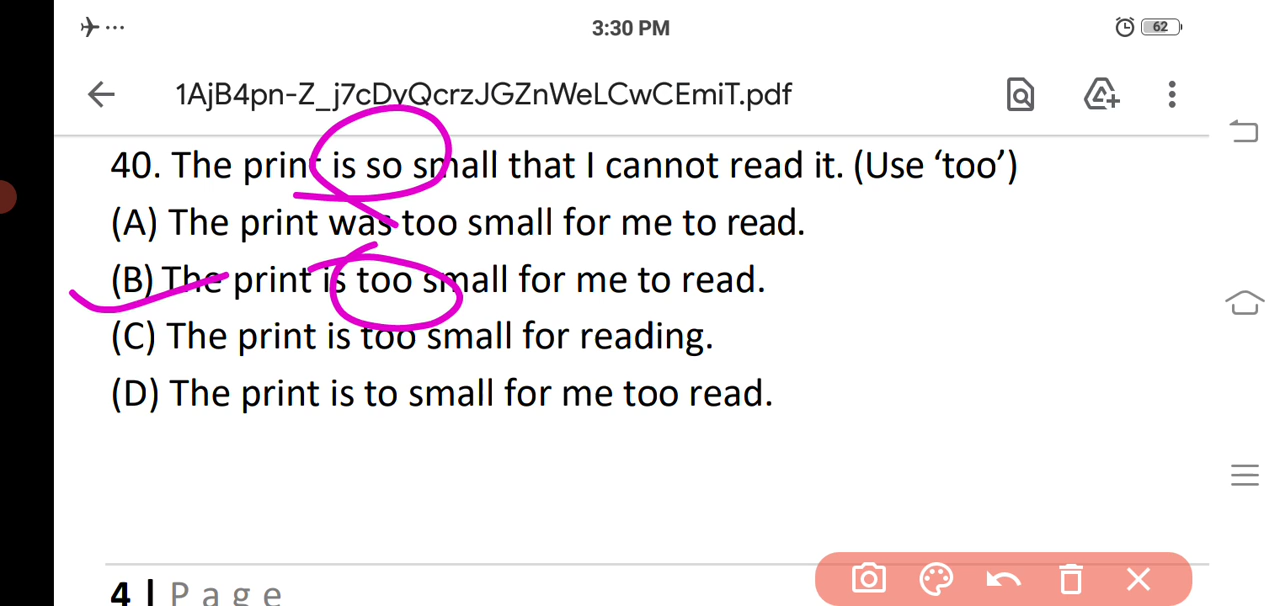 3:30 PM
62
1AjB4pn-Z_j7cDyQcrzJGZnWeLCwCEmiT.pdf
40. The print is so small that I cannot read it. (Use ‘too’)
(A) The print was too small for me to read.
(B) The print is too small for me to read.
(C) The print is too small for reading.
(D) The print is to small for me too read.
4 | P a g e